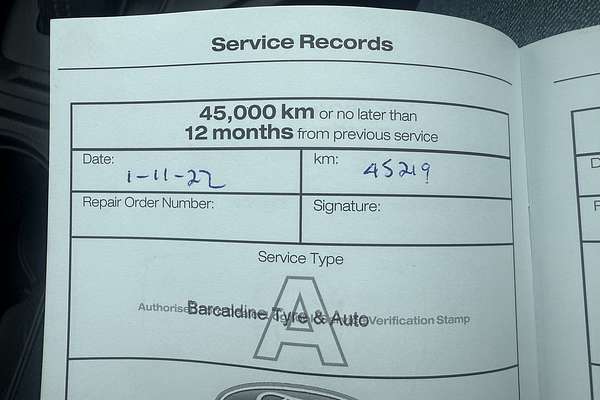 Service Records
45,000 km or no later than
12 months from previous service
Date: 1-11-22
km: 45219
Repair Order Number:
Signature:
Service Type
A
Barcaldine Tyre & Auto
Verification Stamp